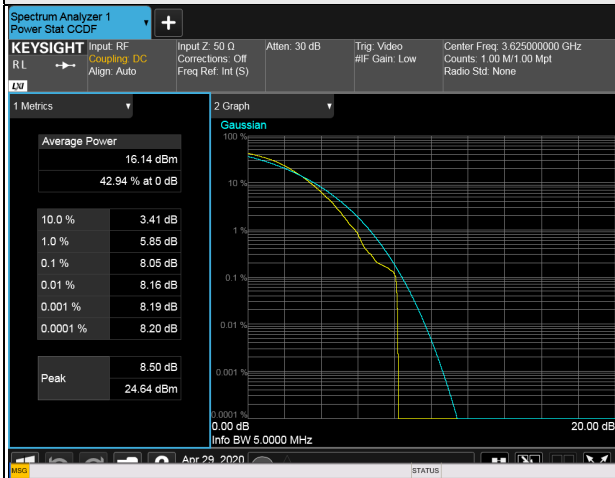 Spectrum Analyzer 1
Power Stat CCDF
+
KEYSIGHT
RL
LXI
Input: RF
Coupling: DC
Align: Auto
Input Z: 50 Ω
Corrections: Off
Freq Ref: Int (S)
Atten: 30 dB
Trig: Video
#IF Gain: Low
Center Freq: 3.625000000 GHz
Counts: 1.00 M/1.00 Mpt
Radio Std: None
1 Metrics
Average Power
16.14 dBm
42.94 % at 0 dB
10.0 % 3.41 dB
1.0 % 5.85 dB
0.1 % 8.05 dB
0.01 % 8.16 dB
0.001 % 8.19 dB
0.0001 % 8.20 dB
Peak
8.50 dB
24.64 dBm
2 Graph
Gaussian
100 %
10 %
1 %
0.1 %
0.01 %
0.001 %
0.0001 %
0.00 dB 20.00 dB
Info BW 5.0000 MHz
Apr 29, 2020
MSG STATUS